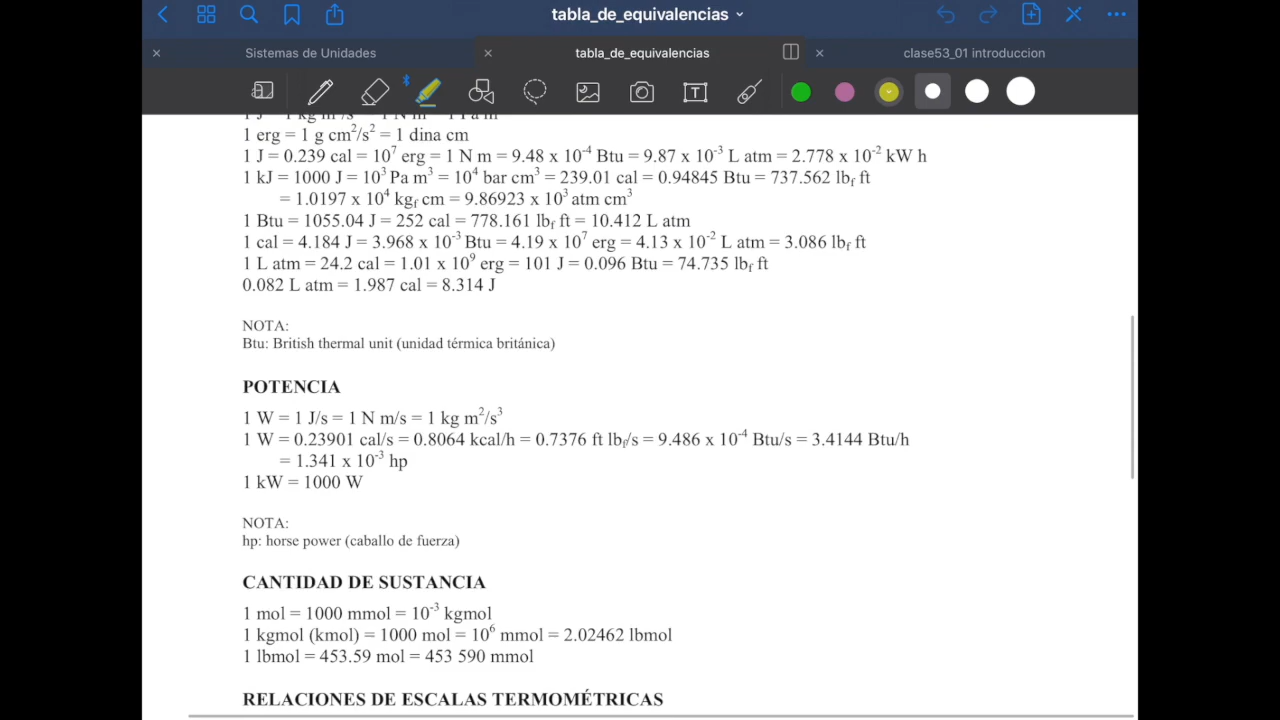 tabla_de_equivalencias
Sistemas de Unidades
tabla_de_equivalencias
clase53_01 introduccion
1 erg = 1 g cm²/s² = 1 dina cm
1 J = 0.239 cal = 10⁷ erg = 1 N m = 9.48 x 10⁻⁴ Btu = 9.87 x 10⁻³ L atm = 2.778 x 10⁻² kW h
1 kJ = 1000 J = 10³ Pa m³ = 10⁴ bar cm³ = 239.01 cal = 0.94845 Btu = 737.562 lbf ft
= 1.0197 x 10⁴ kgf cm = 9.86923 x 10³ atm cm³
1 Btu = 1055.04 J = 252 cal = 778.161 lbf ft = 10.412 L atm
1 cal = 4.184 J = 3.968 x 10⁻³ Btu = 4.19 x 10⁷ erg = 4.13 x 10⁻² L atm = 3.086 lbf ft
1 L atm = 24.2 cal = 1.01 x 10⁹ erg = 101 J = 0.096 Btu = 74.735 lbf ft
0.082 L atm = 1.987 cal = 8.314 J
NOTA:
Btu: British thermal unit (unidad térmica británica)
POTENCIA
1 W = 1 J/s = 1 N m/s = 1 kg m²/s³
1 W = 0.23901 cal/s = 0.8064 kcal/h = 0.7376 ft lbf/s = 9.486 x 10⁻⁴ Btu/s = 3.4144 Btu/h
= 1.341 x 10⁻³ hp
1 kW = 1000 W
NOTA:
hp: horse power (caballo de fuerza)
CANTIDAD DE SUSTANCIA
1 mol = 1000 mmol = 10⁻³ kgmol
1 kgmol (kmol) = 1000 mol = 10⁶ mmol = 2.02462 lbmol
1 lbmol = 453.59 mol = 453 590 mmol
RELACIONES DE ESCALAS TERMOMÉTRICAS